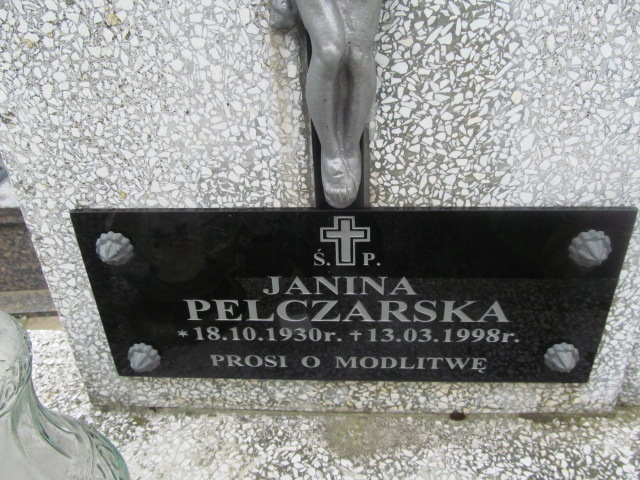 Ś. P.
JANINA
PELCZARSKA
*18.10.1930r. +13.03.1998r.
PROSI O MODLITWĘ